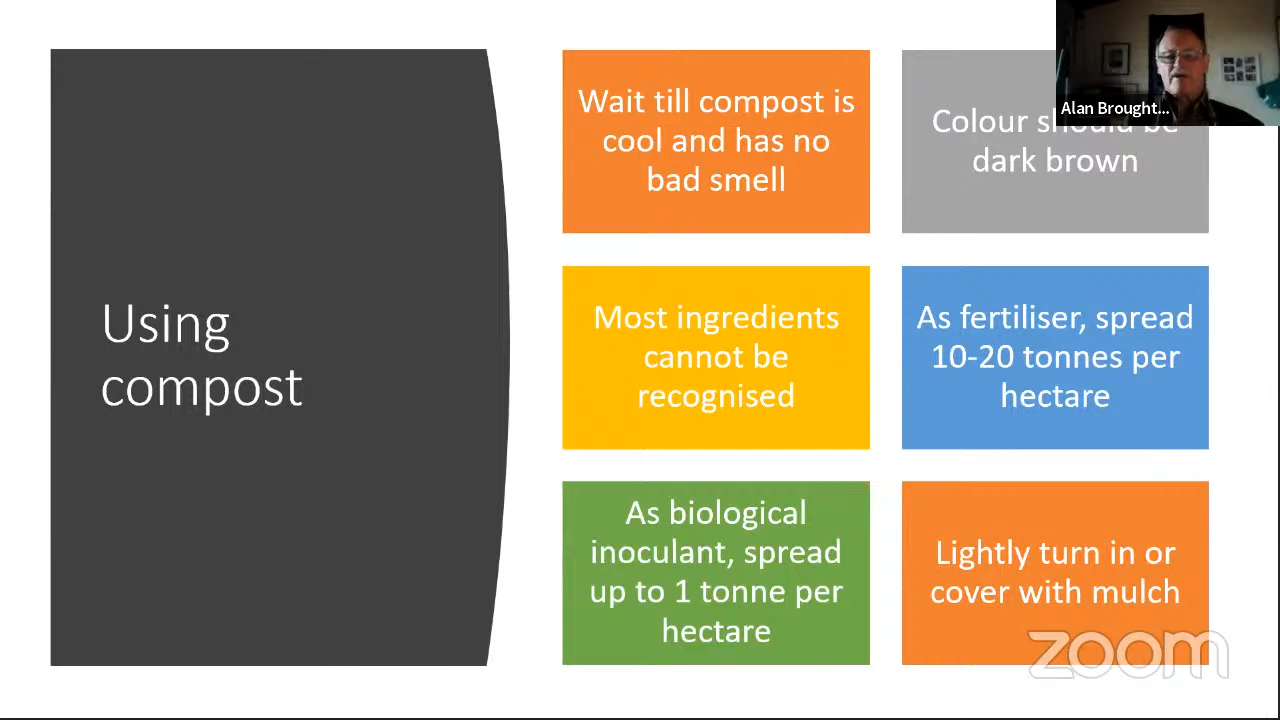 Using
compost
Wait till compost is
cool and has no
bad smell
Colour should be
dark brown
Most ingredients
cannot be
recognised
As fertiliser, spread
10-20 tonnes per
hectare
As biological
inoculant, spread
up to 1 tonne per
hectare
Lightly turn in or
cover with mulch
Alan Brought...
zoom